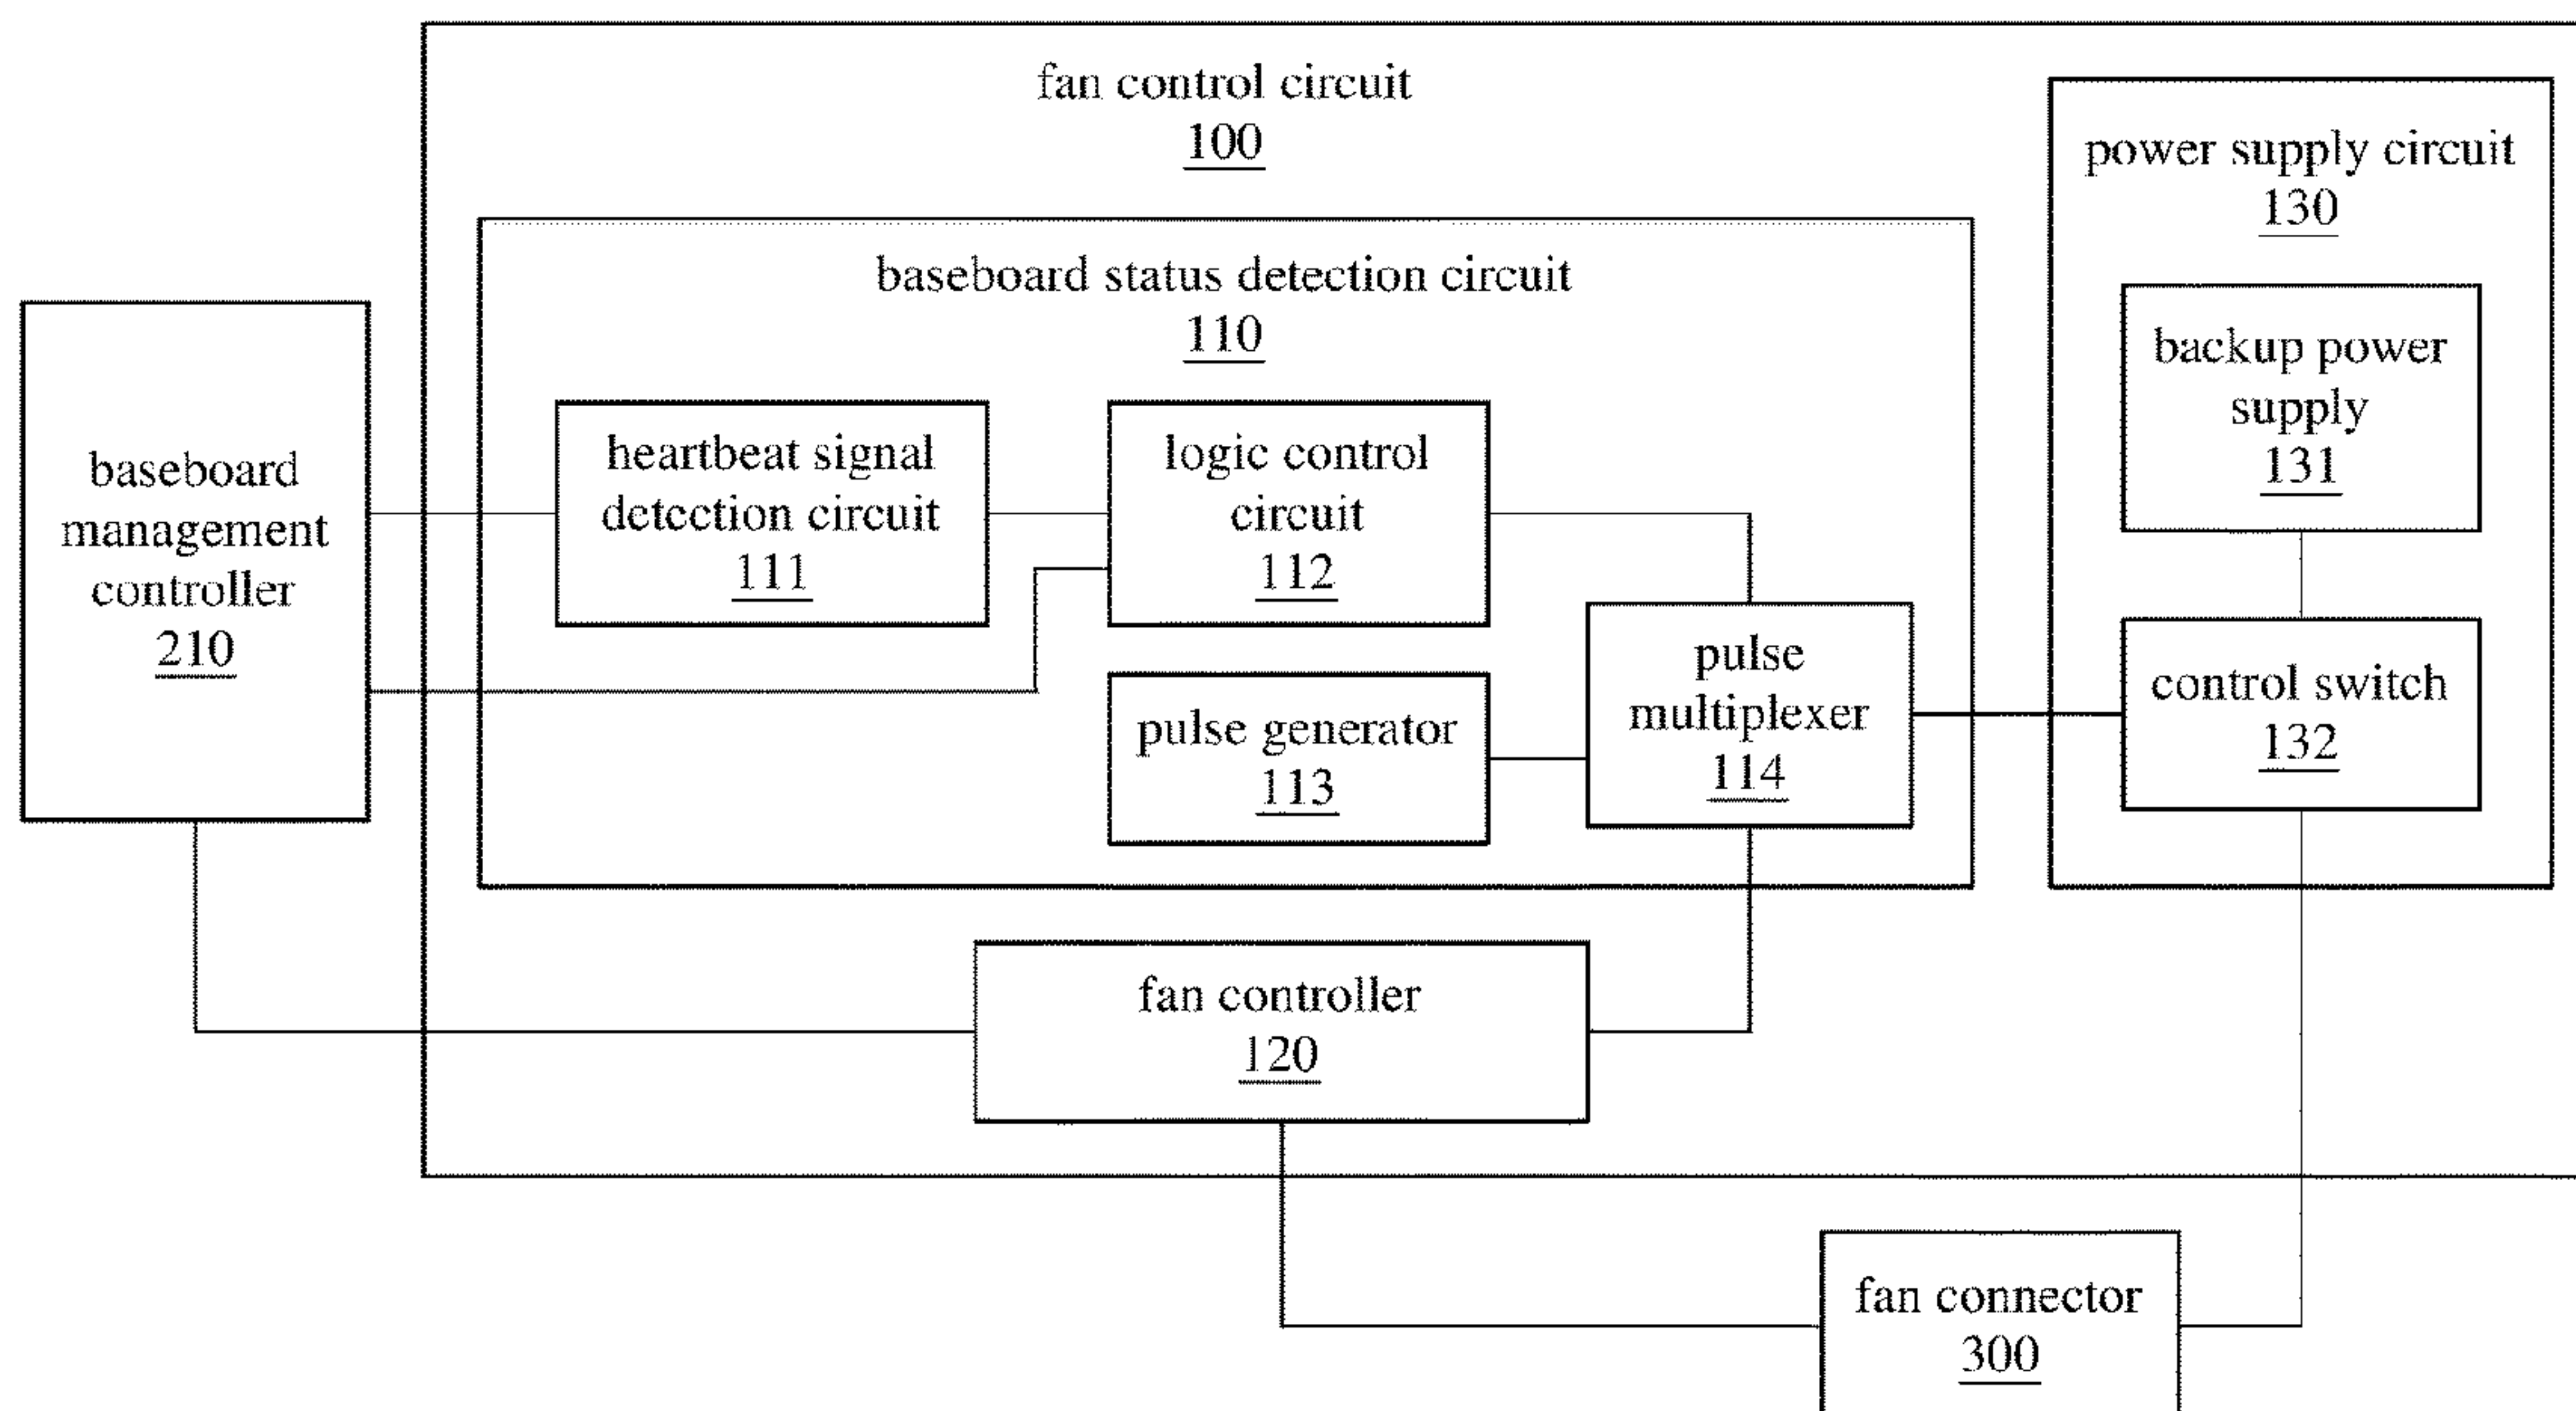 fan control circuit
100
power supply circuit
130
baseboard status detection circuit
110
backup power
supply
131
baseboard
management
controller
210
heartbeat signal
detection circuit
111
logic control
circuit
112
pulse generator
113
pulse
multiplexer
114
control switch
132
fan controller
120
fan connector
300